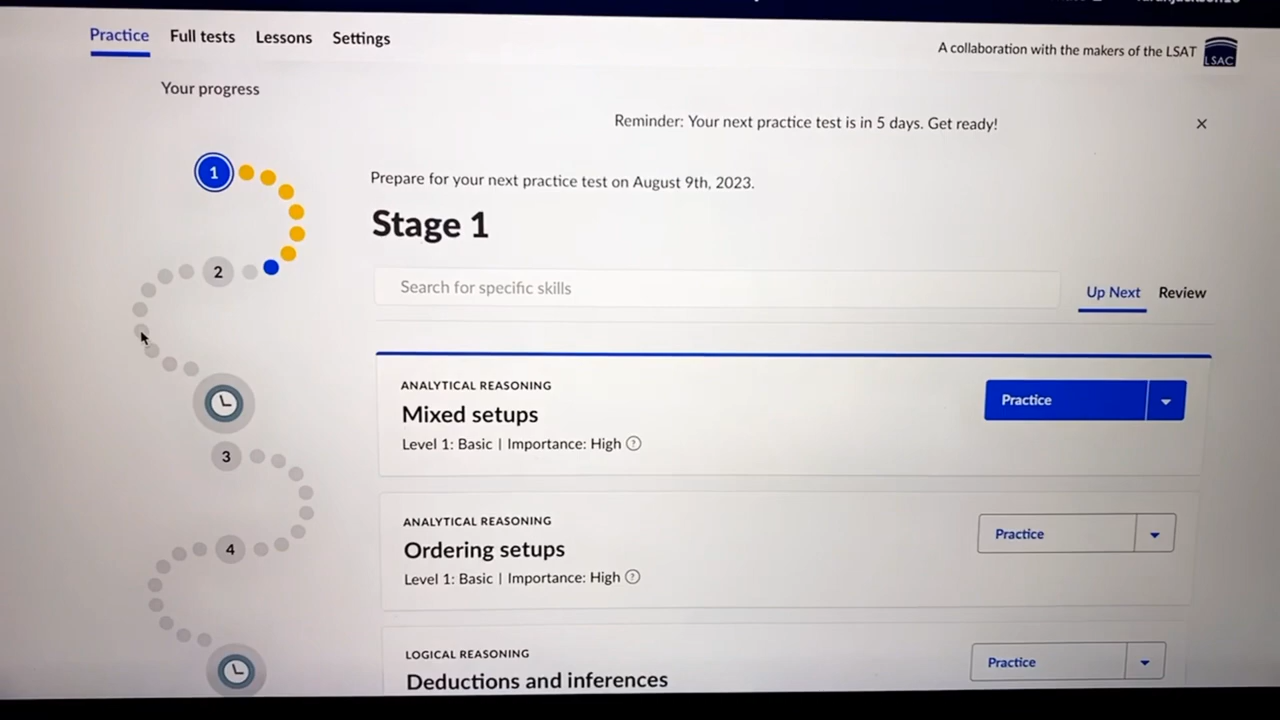 Practice Full tests Lessons Settings
A collaboration with the makers of the LSAT
LSAC
Your progress
Reminder: Your next practice test is in 5 days. Get ready!
1
Prepare for your next practice test on August 9th, 2023.
Stage 1
2
Search for specific skills
Up Next Review
ANALYTICAL REASONING
Mixed setups
Level 1: Basic | Importance: High ?
Practice
3
ANALYTICAL REASONING
Ordering setups
Level 1: Basic | Importance: High ?
Practice
4
LOGICAL REASONING
Deductions and inferences
Practice